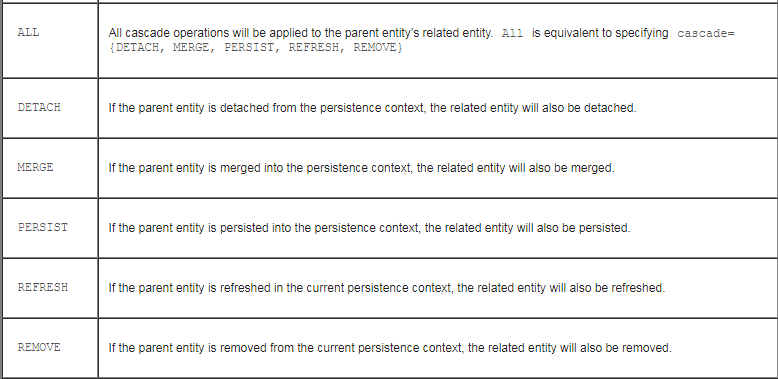 ALL
All cascade operations will be applied to the parent entity's related entity. All is equivalent to specifying cascade=
{DETACH, MERGE, PERSIST, REFRESH, REMOVE}
DETACH
If the parent entity is detached from the persistence context, the related entity will also be detached.
MERGE
If the parent entity is merged into the persistence context, the related entity will also be merged.
PERSIST
If the parent entity is persisted into the persistence context, the related entity will also be persisted.
REFRESH
If the parent entity is refreshed in the current persistence context, the related entity will also be refreshed.
REMOVE
If the parent entity is removed from the current persistence context, the related entity will also be removed.